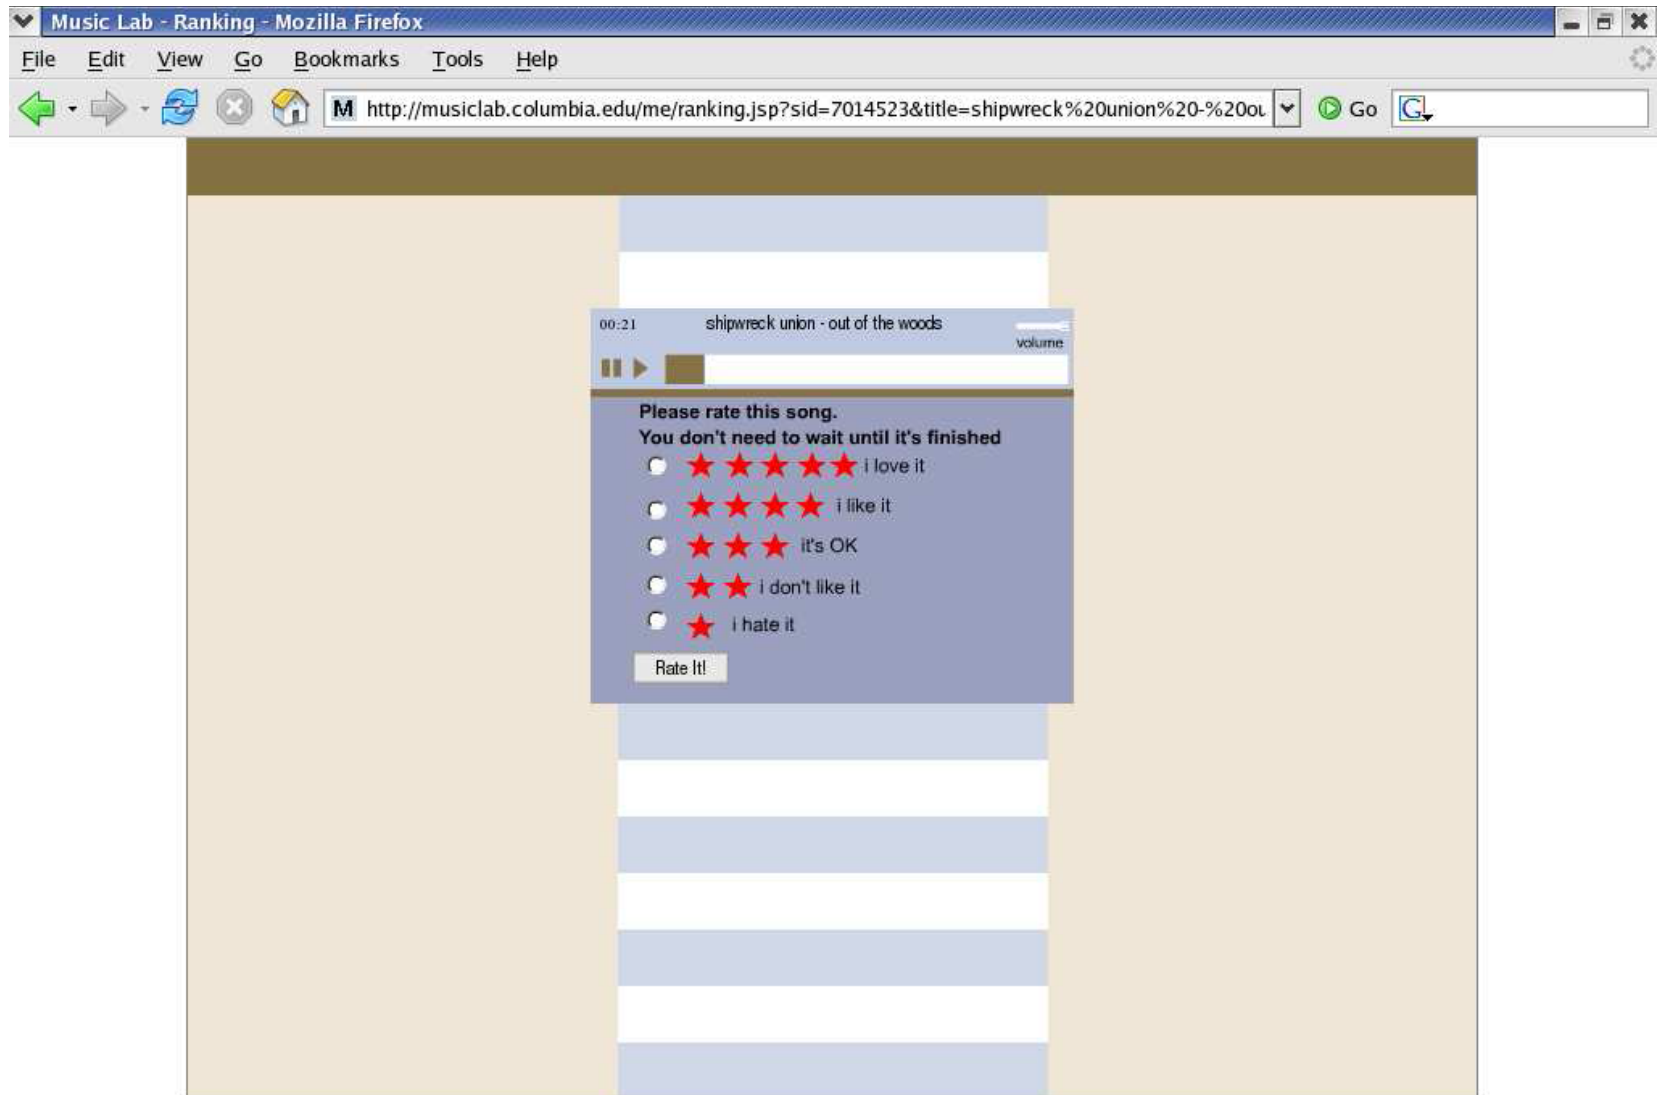 Music Lab - Ranking - Mozilla Firefox
File Edit View Go Bookmarks Tools Help
M http://musiclab.columbia.edu/me/ranking.jsp?sid=7014523&title=shipwreck%20union%20-%20ou Go G
00:21 shipwreck union - out of the woods
volume
Please rate this song.
You don't need to wait until it's finished
i love it
i like it
it's OK
i don't like it
i hate it
Rate It!